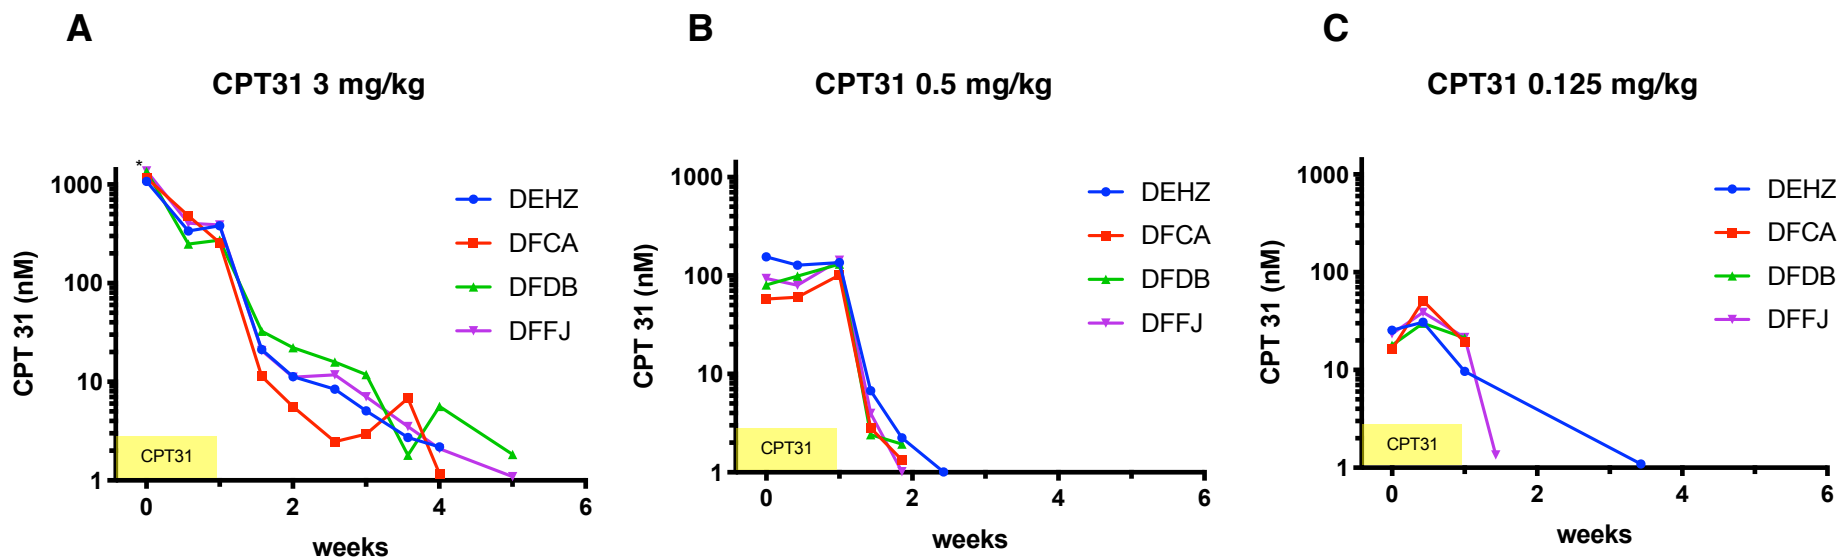 A
B
C
CPT31 3 mg/kg
CPT31 0.5 mg/kg
CPT31 0.125 mg/kg
*
CPT 31 (nM)
1000
100
10
1
DEHZ
DFCA
DFDB
DFFJ
CPT31
0
2
4
6
weeks
CPT 31 (nM)
1000
100
10
1
DEHZ
DFCA
DFDB
DFFJ
CPT31
0
2
4
6
weeks
CPT 31 (nM)
1000
100
10
1
DEHZ
DFCA
DFDB
DFFJ
CPT31
0
2
4
6
weeks